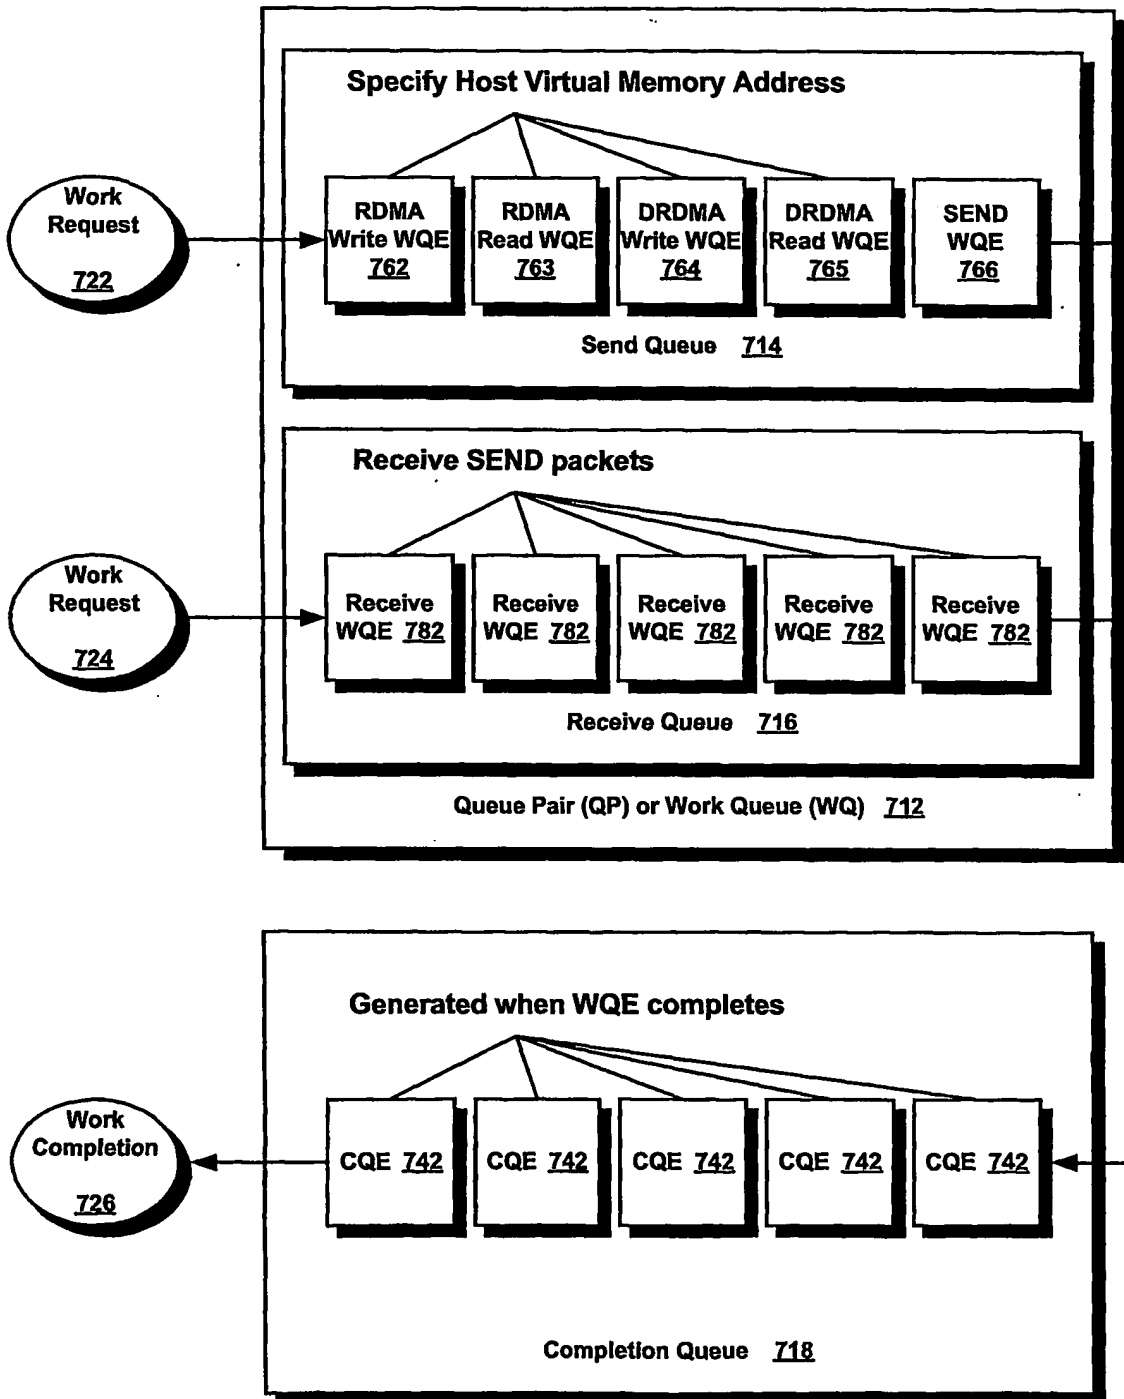 Specify Host Virtual Memory Address
Work
Request
722
RDMA
Write WQE
762
RDMA
Read WQE
763
DRDMA
Write WQE
764
DRDMA
Read WQE
765
SEND
WQE
766
Send Queue 714
Receive SEND packets
Work
Request
724
Receive
WQE 782
Receive
WQE 782
Receive
WQE 782
Receive
WQE 782
Receive
WQE 782
Receive Queue 716
Queue Pair (QP) or Work Queue (WQ) 712
Generated when WQE completes
Work
Completion
726
CQE 742
CQE 742
CQE 742
CQE 742
CQE 742
Completion Queue 718